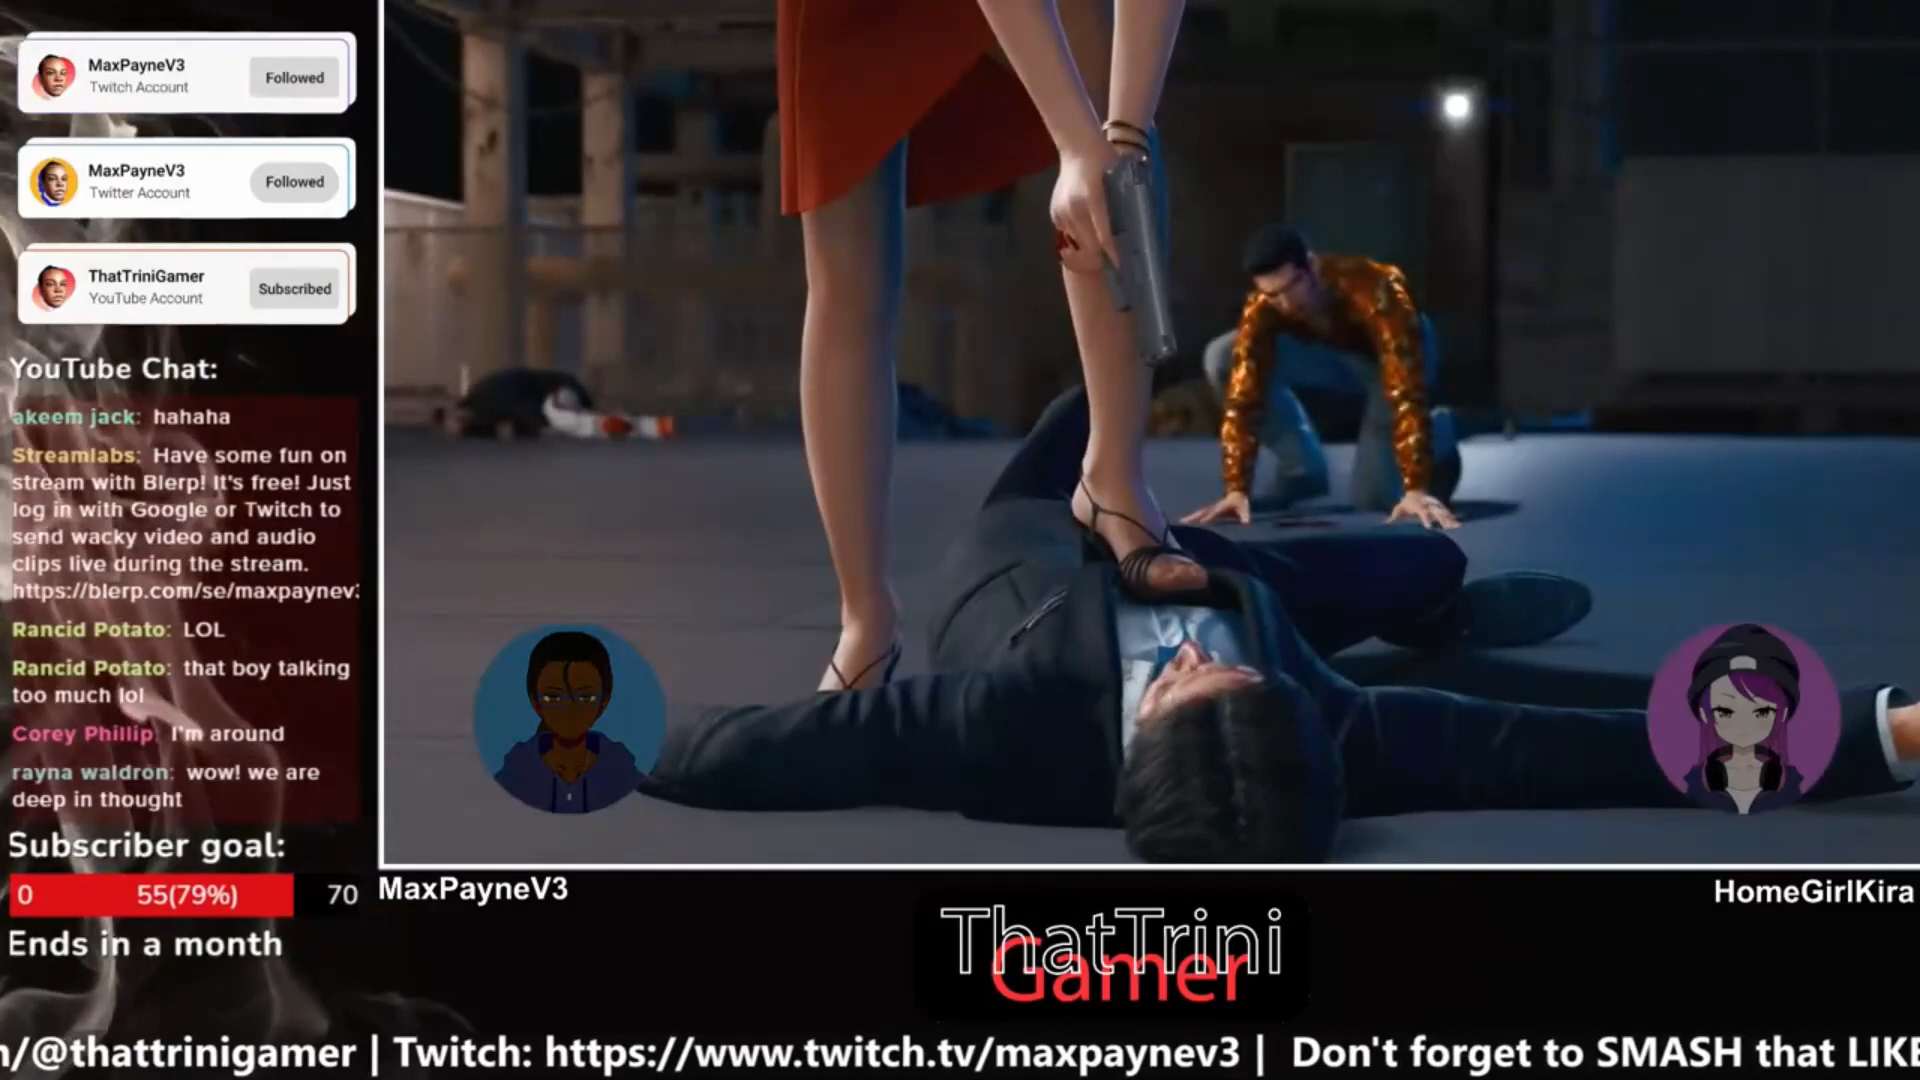 MaxPayneV3
Twitch Account
Followed
MaxPayneV3
Twitter Account
Followed
ThatTriniGamer
YouTube Account
Subscribed
YouTube Chat:
akeem jack: hahaha
Streamlabs: Have some fun on
stream with Blerp! It's free! Just
log in with Google or Twitch to
send wacky video and audio
clips live during the stream.
https://blerp.com/se/maxpaynev3
Rancid Potato: LOL
Rancid Potato: that boy talking
too much lol
Corey Phillip: I'm around
rayna waldron: wow! we are
deep in thought
Subscriber goal:
0 55(79%) 70
Ends in a month
MaxPayneV3
HomeGirlKira
ThatTrini
Gamer
/@thattrinigamer | Twitch: https://www.twitch.tv/maxpaynev3 | Don't forget to SMASH that LIKE